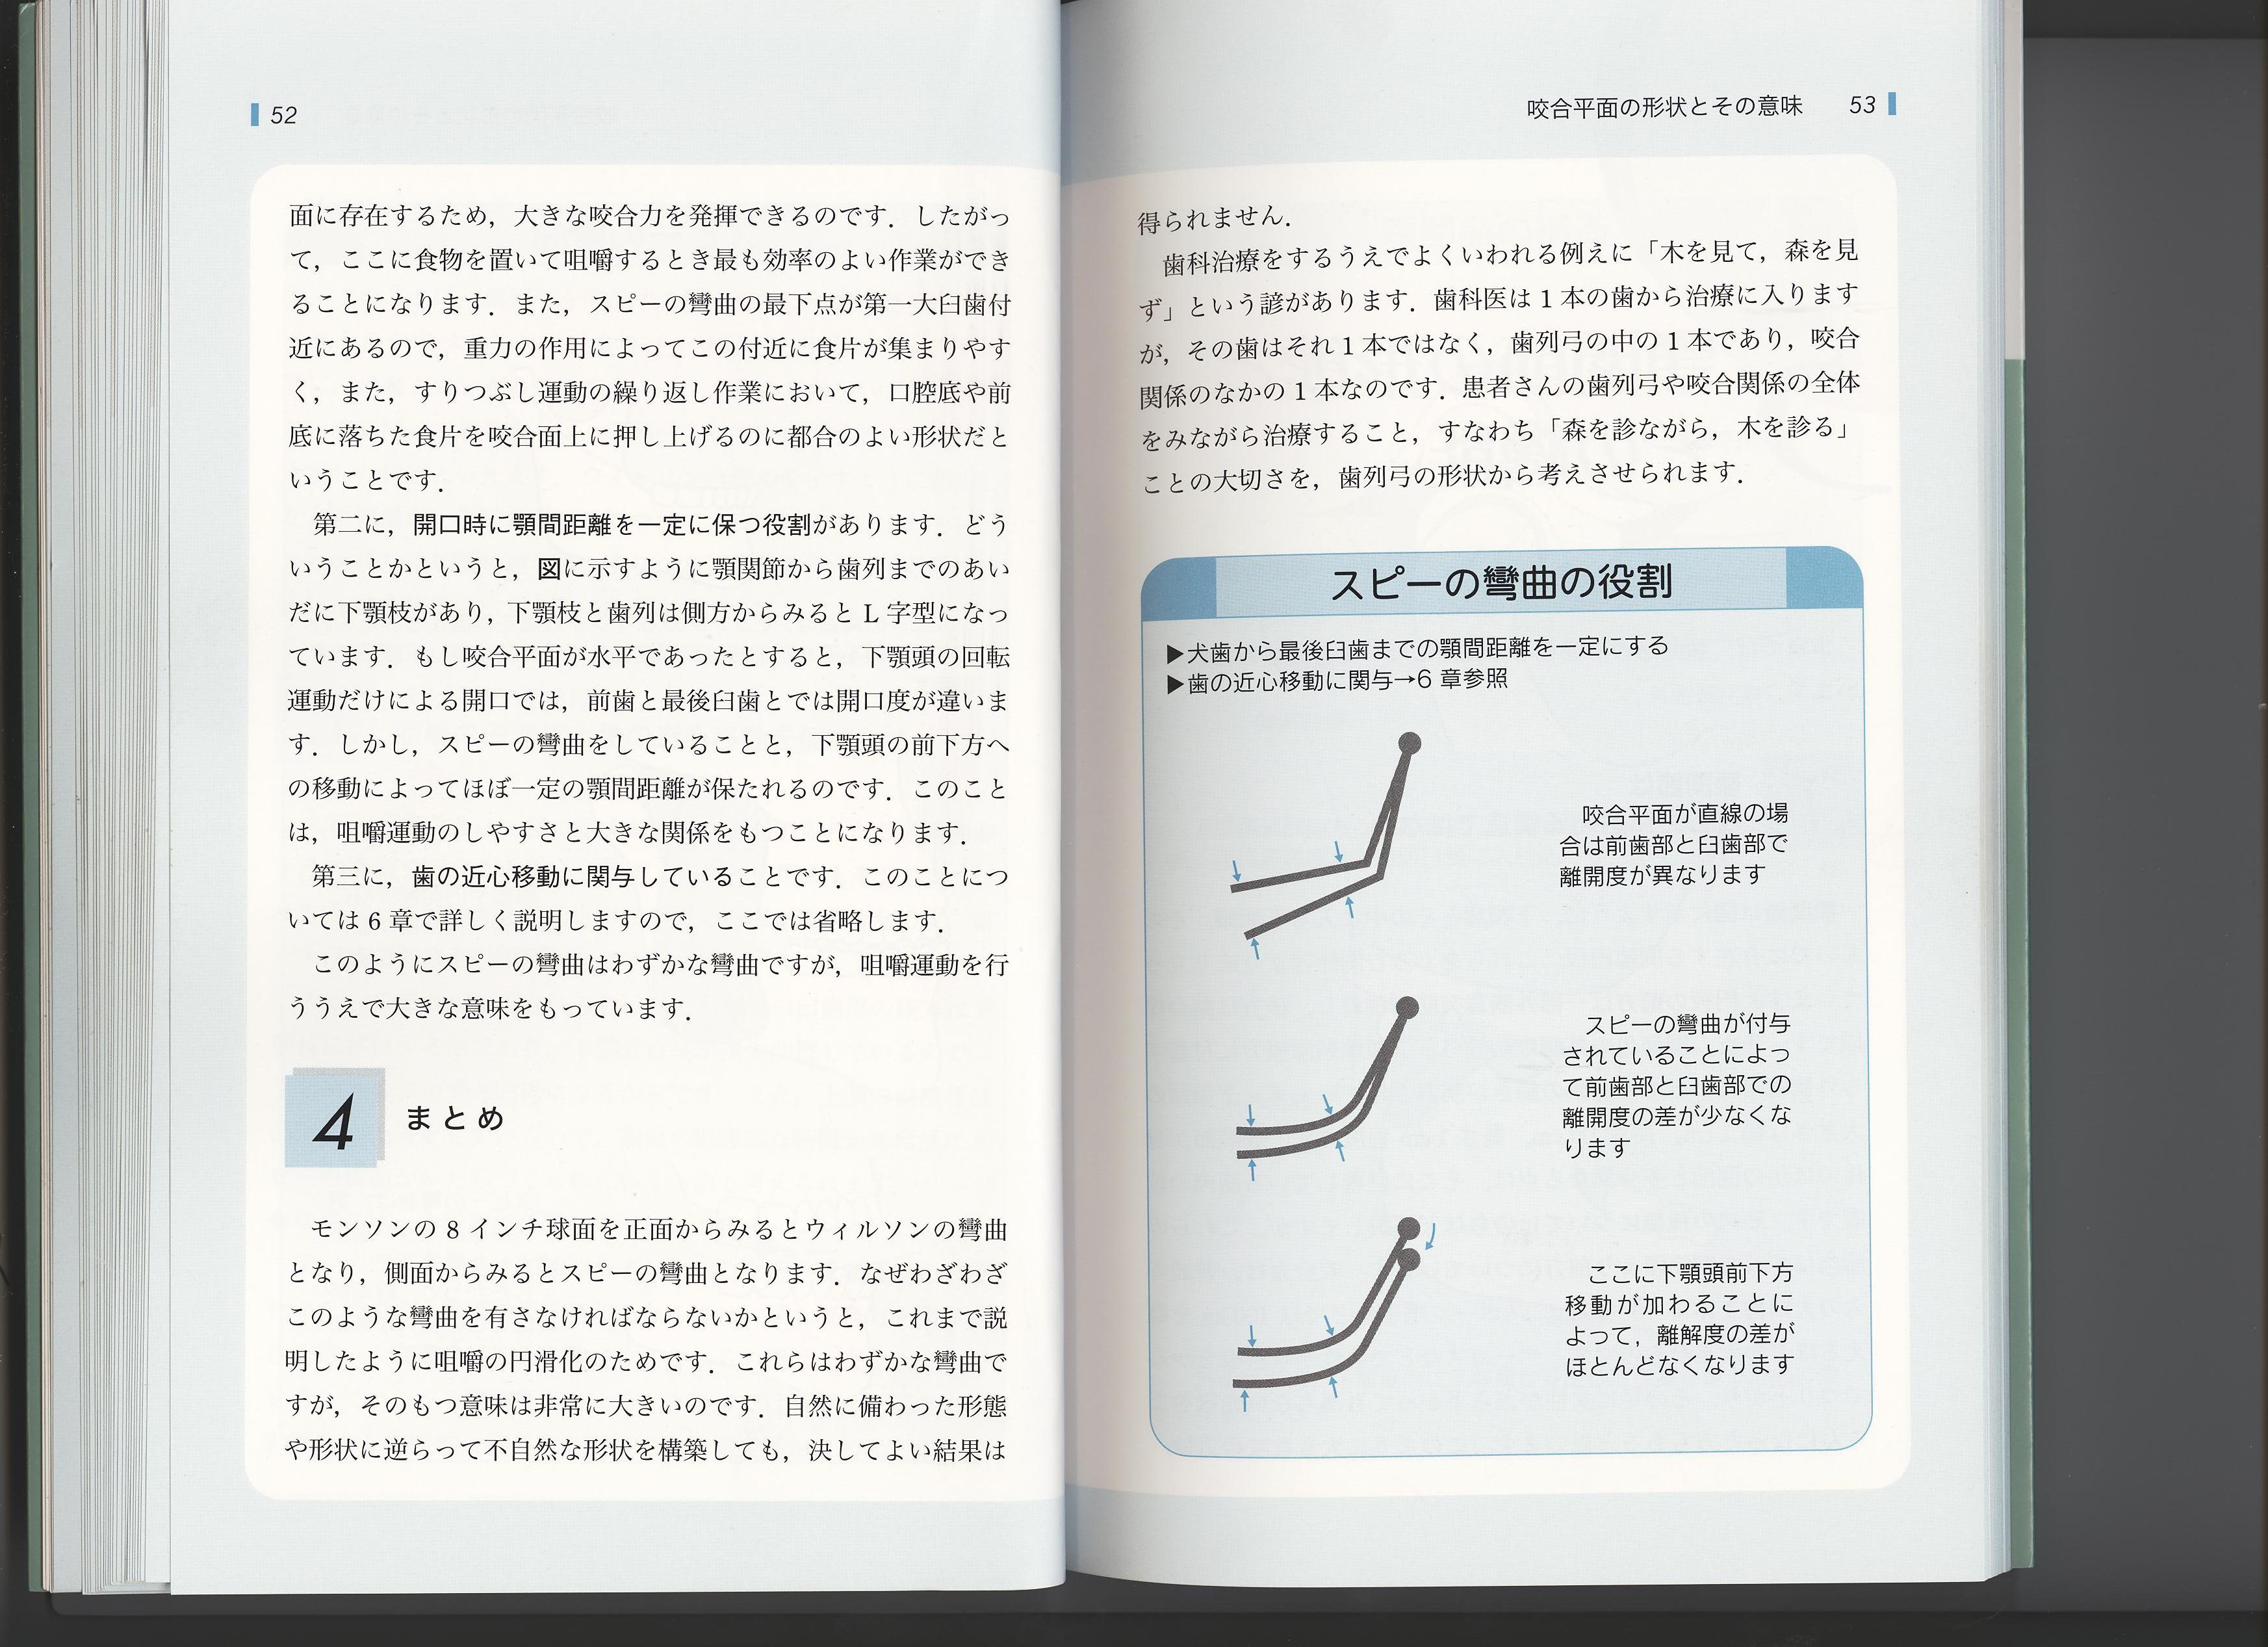 52
面に存在するため，大きな咬合力を発揮できるのです．したがっ
て，ここに食物を置いて咀嚼するとき最も効率のよい作業ができ
ることになります．また，スピーの彎曲の最下点が第一大臼歯付
近にあるので，重力の作用によってこの付近に食片が集まりやす
く，また，すりつぶし運動の繰り返し作業において，口腔底や前
底に落ちた食片を咬合面上に押し上げるのに都合のよい形状だと
いうことです．
第二に，開口時に顎間距離を一定に保つ役割があります．どう
いうことかというと，図に示すように顎関節から歯列までのあい
だに下顎枝があり，下顎枝と歯列は側方からみると L 字型になっ
ています．もし咬合平面が水平であったとすると，下顎頭の回転
運動だけによる開口では，前歯と最後臼歯とでは開口度が違いま
す．しかし，スピーの彎曲をしていることと，下顎頭の前下方へ
の移動によってほぼ一定の顎間距離が保たれるのです．このこと
は，咀嚼運動のしやすさと大きな関係をもつことになります．
第三に，歯の近心移動に関与していることです．このことにつ
いては 6 章で詳しく説明しますので，ここでは省略します．
このようにスピーの彎曲はわずかな彎曲ですが，咀嚼運動を行
ううえで大きな意味をもっています．
4 まとめ
モンソンの 8 インチ球面を正面からみるとウィルソンの彎曲
となり，側面からみるとスピーの彎曲となります．なぜわざわざ
このような彎曲を有さなければならないかというと，これまで説
明したように咀嚼の円滑化のためです．これらはわずかな彎曲で
すが，そのもつ意味は非常に大きいのです．自然に備わった形態
や形状に逆らって不自然な形状を構築しても，決してよい結果は
咬合平面の形状とその意味 53
得られません．
歯科治療をするうえでよくいわれる例えに「木を見て，森を見
ず」という諺があります．歯科医は 1 本の歯から治療に入ります
が，その歯はそれ 1 本ではなく，歯列弓の中の 1 本であり，咬合
関係のなかの 1 本なのです．患者さんの歯列弓や咬合関係の全体
をみながら治療すること，すなわち「森を診ながら，木を診る」
ことの大切さを，歯列弓の形状から考えさせられます．
スピーの彎曲の役割
▶犬歯から最後臼歯までの顎間距離を一定にする
▶歯の近心移動に関与→6 章参照
咬合平面が直線の場
合は前歯部と臼歯部で
離開度が異なります
スピーの彎曲が付与
されていることによっ
て前歯部と臼歯部での
離開度の差が少なくな
ります
ここに下顎頭前下方
移動が加わることに
よって，離解度の差が
ほとんどなくなります